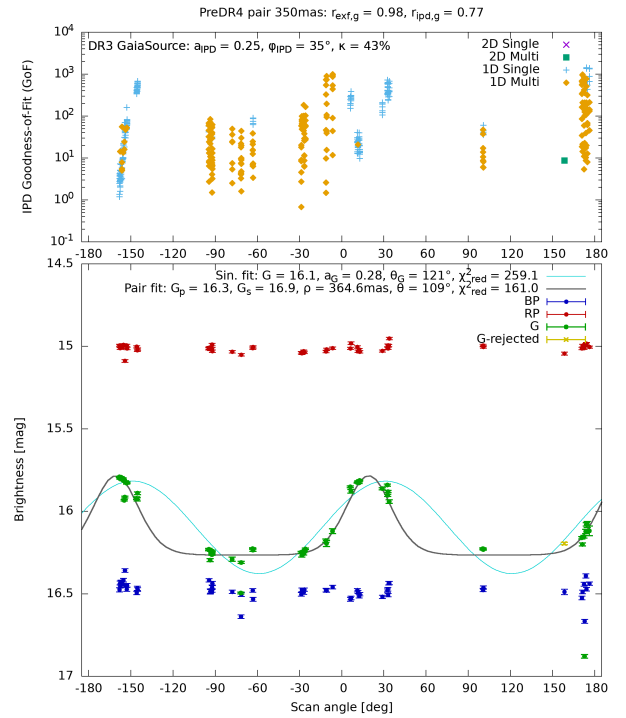 PreDR4 pair 350mas: r_exf,g = 0.98, r_ipd,g = 0.77
DR3 GaiaSource: a_IPD = 0.25, φ_IPD = 35°, κ = 43%
2D Single
2D Multi
1D Single
1D Multi
IPD Goodness-of-Fit (GoF)
10^4
10^3
10^2
10^1
10^0
10^-1
-180 -150 -120 -90 -60 -30 0 30 60 90 120 150 180
Sin. fit: G = 16.1, a_G = 0.28, θ_G = 121°, χ²_red = 259.1
Pair fit: G_p = 16.3, G_s = 16.9, ρ = 364.6mas, θ = 109°, χ²_red = 161.0
BP
RP
G
G-rejected
Brightness [mag]
14.5
15
15.5
16
16.5
17
-180 -150 -120 -90 -60 -30 0 30 60 90 120 150 180
Scan angle [deg]